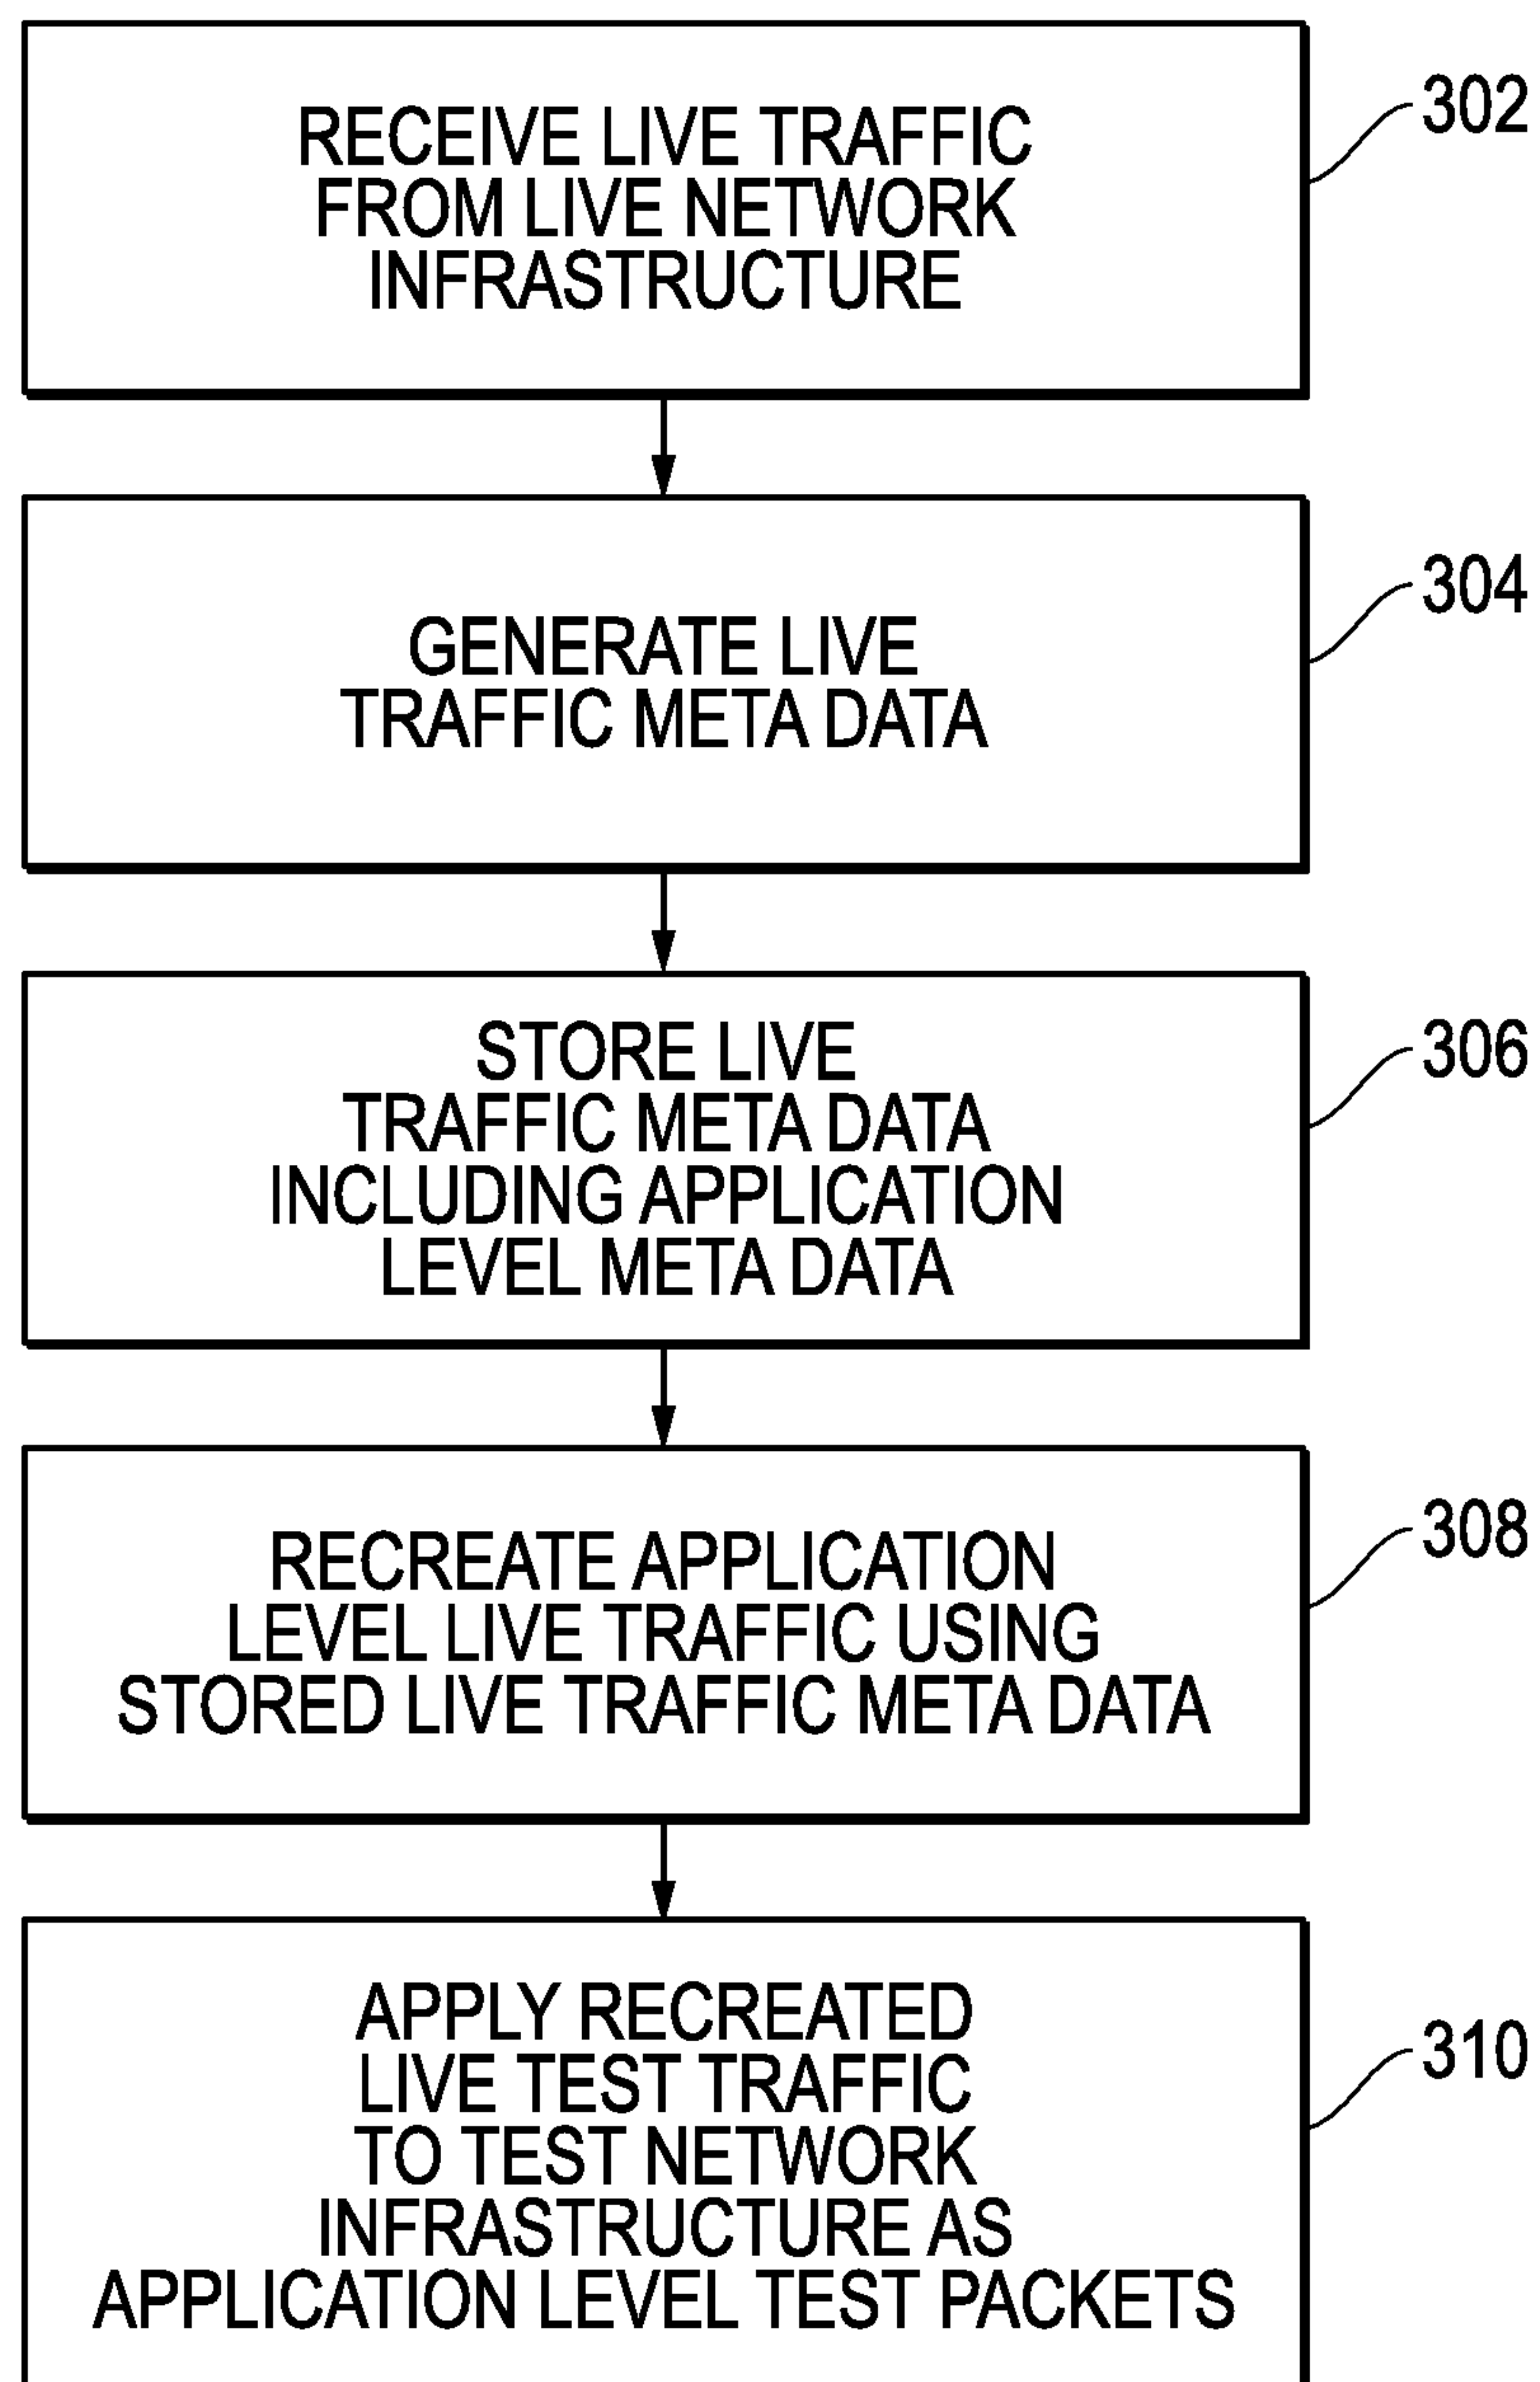 RECEIVE LIVE TRAFFIC
FROM LIVE NETWORK
INFRASTRUCTURE
302
GENERATE LIVE
TRAFFIC META DATA
304
STORE LIVE
TRAFFIC META DATA
INCLUDING APPLICATION
LEVEL META DATA
306
RECREATE APPLICATION
LEVEL LIVE TRAFFIC USING
STORED LIVE TRAFFIC META DATA
308
APPLY RECREATED
LIVE TEST TRAFFIC
TO TEST NETWORK
INFRASTRUCTURE AS
APPLICATION LEVEL TEST PACKETS
310